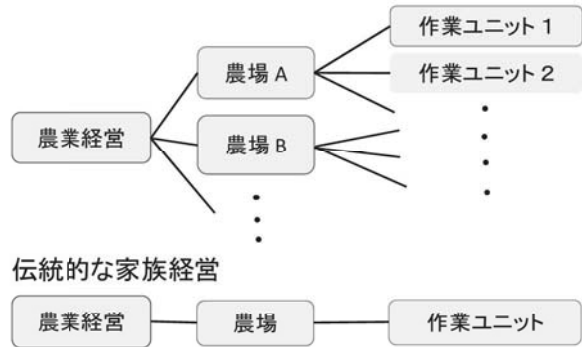 作業ユニット 1
農場 A
作業ユニット 2
農業経営
農場 B
伝統的な家族経営
農業経営
農場
作業ユニット